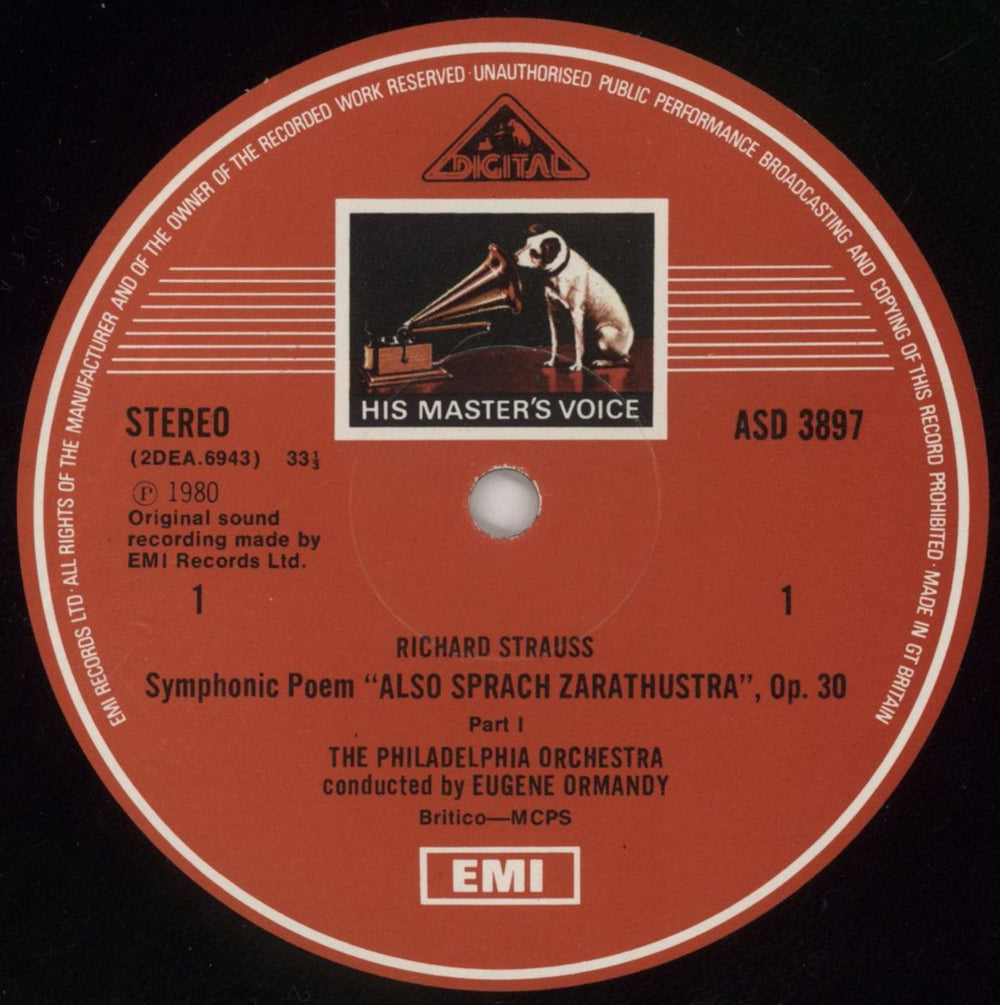 EMI RECORDS LTD · ALL RIGHTS OF THE MANUFACTURER AND OF THE OWNER OF THE RECORDED WORK RESERVED · UNAUTHORISED PUBLIC PERFORMANCE BROADCASTING AND COPYING OF THIS RECORD PROHIBITED · MADE IN GT BRITAIN
DIGITAL
HIS MASTER'S VOICE
STEREO
ASD 3897
(2DEA.6943) 33⅓
℗ 1980
Original sound
recording made by
EMI Records Ltd.
1 1
RICHARD STRAUSS
Symphonic Poem “ALSO SPRACH ZARATHUSTRA”, Op. 30
Part I
THE PHILADELPHIA ORCHESTRA
conducted by EUGENE ORMANDY
Britico—MCPS
EMI